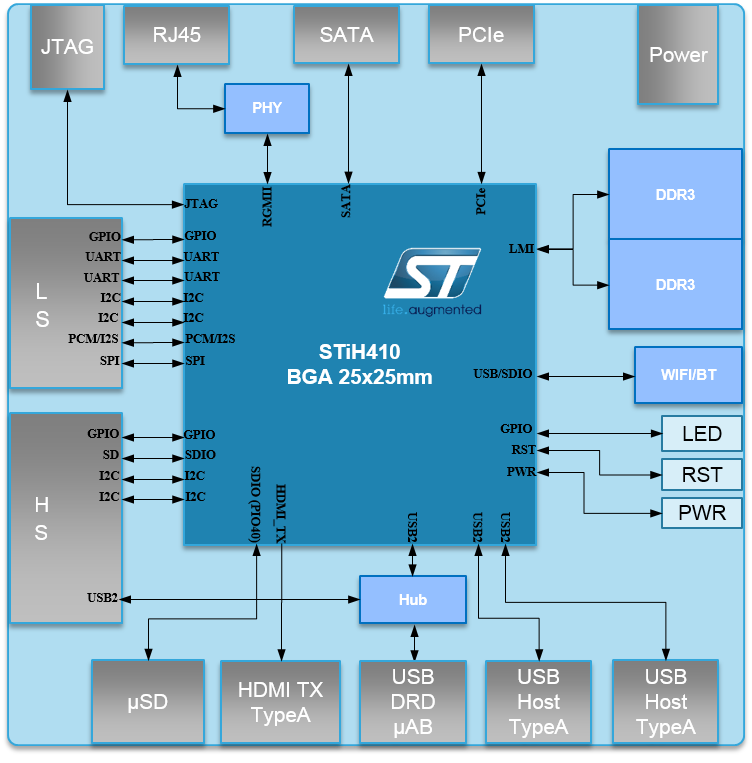 JTAG
RJ45
SATA
PCIe
Power
PHY
JTAG
RGMII
SATA
PCIe
LMI
DDR3
DDR3
LS
GPIO
UART
UART
I2C
I2C
PCM/I2S
SPI
GPIO
UART
UART
I2C
I2C
PCM/I2S
SPI
ST
life.augmented
STiH410
BGA 25x25mm
USB/SDIO
WIFI/BT
GPIO
RST
PWR
LED
RST
PWR
HS
GPIO
SD
I2C
I2C
USB2
GPIO
SDIO
I2C
I2C
SDIO (PIO40)
HDMI_TX
USB2
USB2
USB2
Hub
µSD
HDMI TX
TypeA
USB
DRD
µAB
USB
Host
TypeA
USB
Host
TypeA